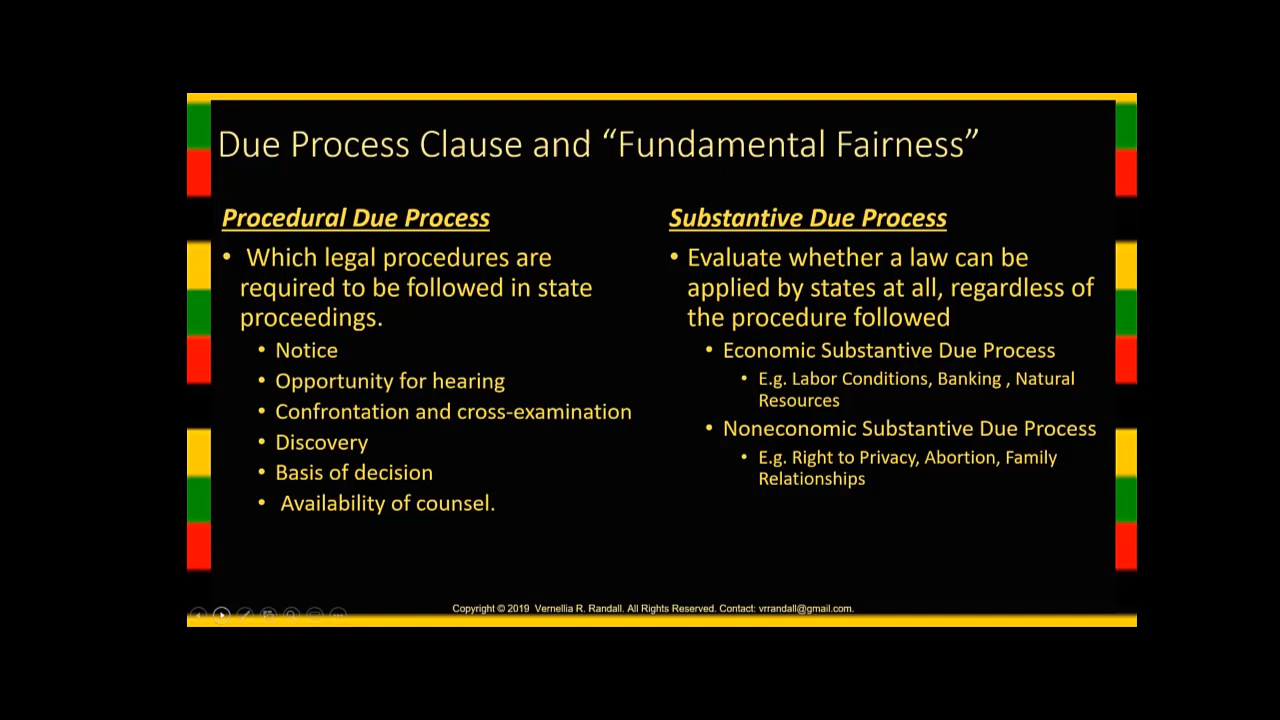 Due Process Clause and “Fundamental Fairness”
Procedural Due Process
• Which legal procedures are
required to be followed in state
proceedings.
• Notice
• Opportunity for hearing
• Confrontation and cross-examination
• Discovery
• Basis of decision
• Availability of counsel.
Substantive Due Process
• Evaluate whether a law can be
applied by states at all, regardless of
the procedure followed
• Economic Substantive Due Process
• E.g. Labor Conditions, Banking , Natural
Resources
• Noneconomic Substantive Due Process
• E.g. Right to Privacy, Abortion, Family
Relationships
Copyright © 2019 Vernellia R. Randall. All Rights Reserved. Contact: vrrandall@gmail.com.